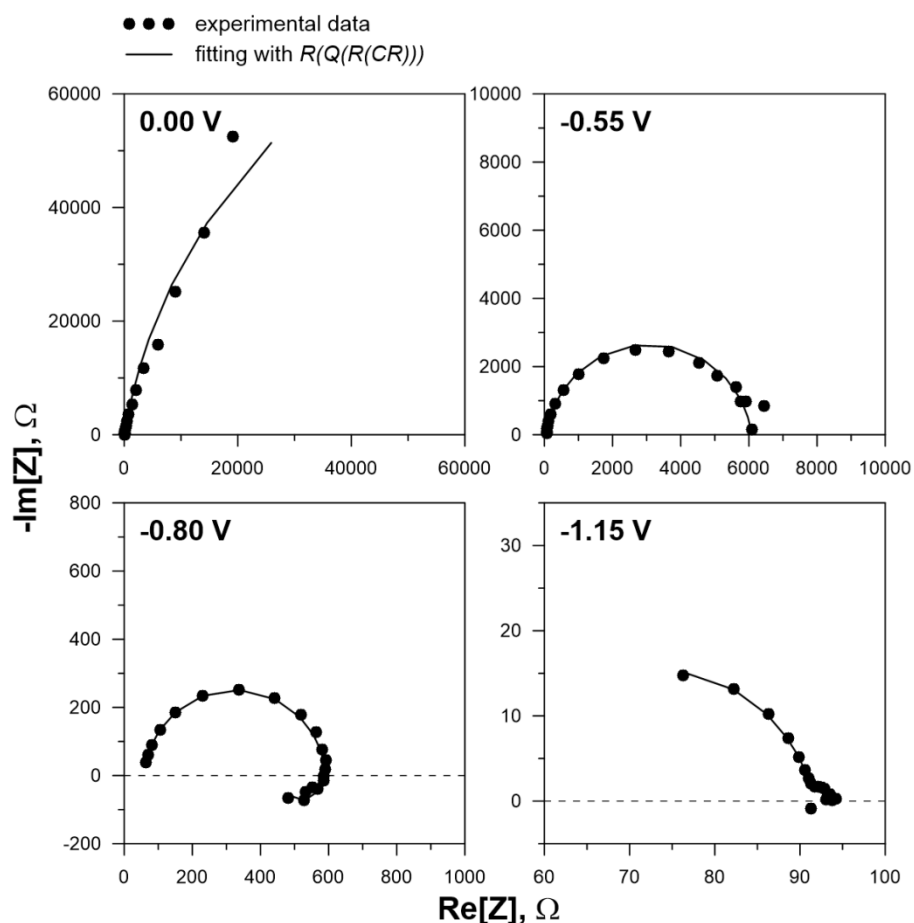 experimental data
fitting with R(Q(R(CR)))
-Im[Z], Ω
60000
40000
20000
0
0.00 V
0 20000 40000 60000
10000
8000
6000
4000
2000
0
-0.55 V
0 2000 4000 6000 8000 10000
800
600
400
200
0
-200
-0.80 V
0 200 400 600 800 1000
30
20
10
0
-1.15 V
60 70 80 90 100
Re[Z], Ω